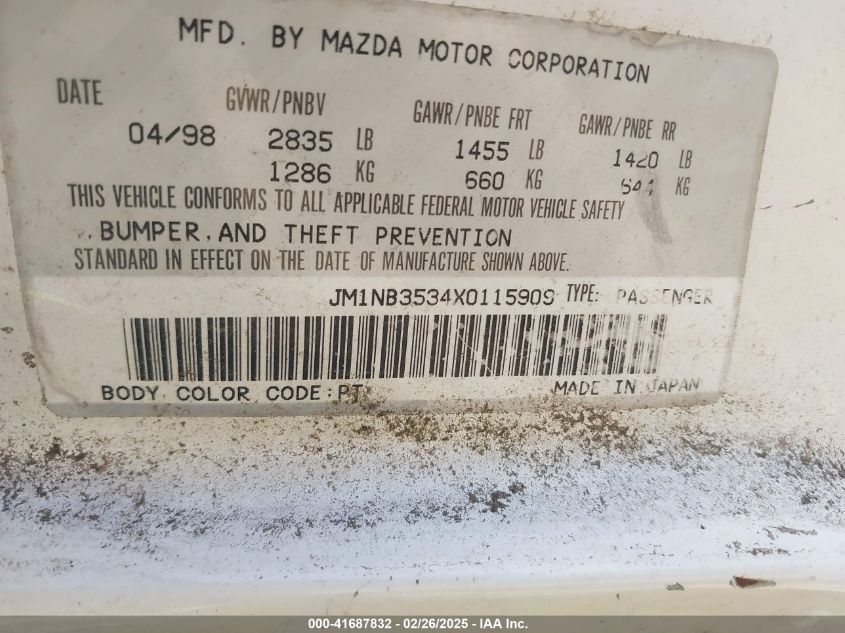 MFD. BY MAZDA MOTOR CORPORATION
DATE GVWR/PNBV GAWR/PNBE FRT GAWR/PNBE RR
04/98 2835 LB 1455 LB 1420 LB
1286 KG 660 KG KG
THIS VEHICLE CONFORMS TO ALL APPLICABLE FEDERAL MOTOR VEHICLE SAFETY
BUMPER, AND THEFT PREVENTION
STANDARD IN EFFECT ON THE DATE OF MANUFACTURE SHOWN ABOVE.
JM1NB3534X0115909 TYPE: PASSENGER
BODY COLOR CODE:PT
MADE IN JAPAN
000-41687832 - 02/26/2025 - IAA Inc.